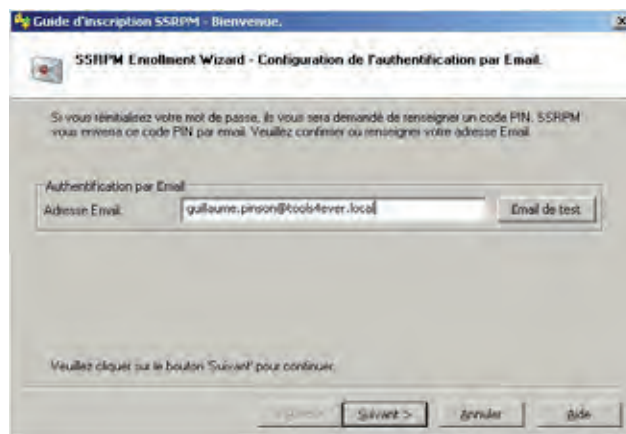 Guide d'inscription SSRPM - Bienvenue.
SSRPM Enrollment Wizard - Configuration de l'authentification par Email.
Si vous réinitialisez votre mot de passe, ils vous sera demandé de renseigner un code PIN. SSRPM
vous enverra ce code PIN par email. Veuillez confirmer ou renseigner votre adresse Email.
Authentification par Email
Adresse Email. guillaume.pinson@tools4ever.local Email de test
Veuillez cliquer sur le bouton 'Suivant' pour continuer.
Suivant > Annuler Aide